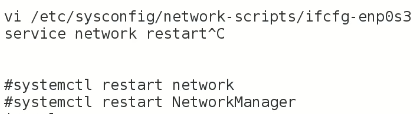 vi /etc/sysconfig/network-scripts/ifcfg-enp0s3
service network restart^C
#systemctl restart network
#systemctl restart NetworkManager